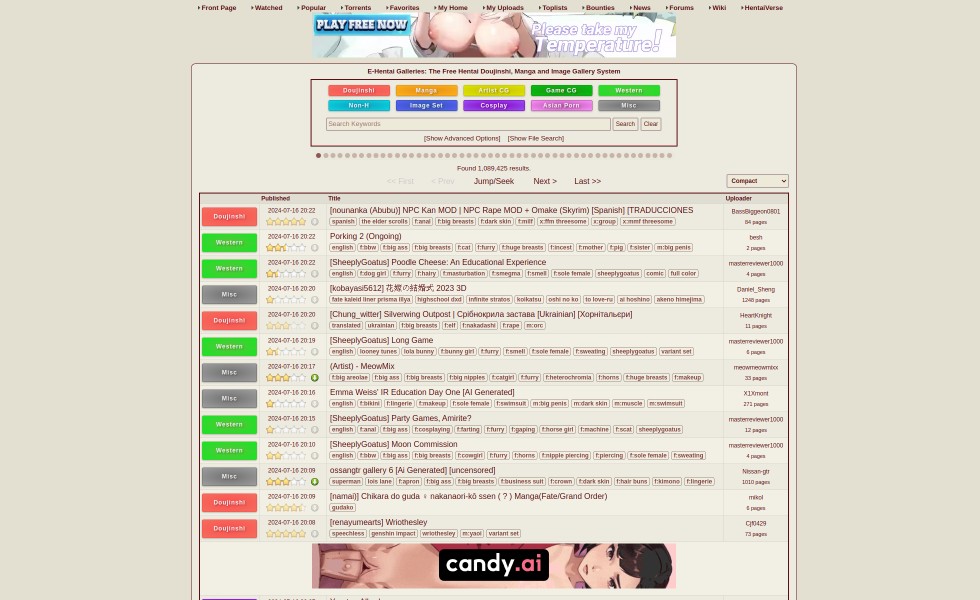 Front Page Watched Popular Torrents Favorites My Home My Uploads Toplists Bounties News Forums Wiki HentaiVerse
PLAY FREE NOW
Please take my
Temperature!
E-Hentai Galleries: The Free Hentai Doujinshi, Manga and Image Gallery System
Doujinshi Manga Artist CG Game CG Western
Non-H Image Set Cosplay Asian Porn Misc
Search Keywords Search Clear
[Show Advanced Options] [Show File Search]
Found 1,089,425 results.
<< First < Prev Jump/Seek Next > Last >> Compact
Published Title Uploader
Doujinshi 2024-07-16 20:22 [nounanka (Abubu)] NPC Kan MOD | NPC Rape MOD + Omake (Skyrim) [Spanish] [TRADUCCIONES BassBiggeon0801
spanish the elder scrolls f:anal f:big breasts f:dark skin f:milf x:ffm threesome x:group x:mmf threesome 84 pages
Western 2024-07-16 20:22 Porking 2 (Ongoing) besh
english f:bbw f:big ass f:big breasts f:cat f:furry f:huge breasts f:incest f:mother f:pig f:sister m:big penis 2 pages
Western 2024-07-16 20:22 [SheeplyGoatus] Poodle Cheese: An Educational Experience masterreviewer1000
english f:dog girl f:furry f:hairy f:masturbation f:smegma f:smell f:sole female sheeplygoatus comic full color 4 pages
Misc 2024-07-16 20:20 [kobayasi5612] 花嫁の結婚式 2023 3D Daniel_Sheng
fate kaleid liner prisma illya highschool dxd infinite stratos koikatsu oshi no ko to love-ru ai hoshino akeno himejima 1248 pages
Doujinshi 2024-07-16 20:20 [Chung_witter] Silverwing Outpost | Срібнокрила застава [Ukrainian] [Хорнітальєри] HeartKnight
translated ukrainian f:big breasts f:elf f:nakadashi f:rape m:orc 11 pages
Western 2024-07-16 20:19 [SheeplyGoatus] Long Game masterreviewer1000
english looney tunes lola bunny f:bunny girl f:furry f:smell f:sole female f:sweating sheeplygoatus variant set 6 pages
Misc 2024-07-16 20:17 (Artist) - MeowMix meowmeowmixx
f:big areolae f:big ass f:big breasts f:big nipples f:catgirl f:furry f:heterochromia f:horns f:huge breasts f:makeup 33 pages
Misc 2024-07-16 20:16 Emma Weiss' IR Education Day One [AI Generated] X1Xmont
english f:bikini f:lingerie f:makeup f:sole female f:swimsuit m:big penis m:dark skin m:muscle m:swimsuit 271 pages
Western 2024-07-16 20:15 [SheeplyGoatus] Party Games, Amirite? masterreviewer1000
english f:anal f:big ass f:cosplaying f:farting f:furry f:gaping f:horse girl f:machine f:scat sheeplygoatus 12 pages
Western 2024-07-16 20:10 [SheeplyGoatus] Moon Commission masterreviewer1000
english f:bbw f:big ass f:big breasts f:cowgirl f:furry f:horns f:nipple piercing f:piercing f:sole female f:sweating 4 pages
Misc 2024-07-16 20:09 ossangtr gallery 6 [Ai Generated] [uncensored] Nissan-gtr
superman lois lane f:apron f:big ass f:big breasts f:business suit f:crown f:dark skin f:hair buns f:kimono f:lingerie 1010 pages
Doujinshi 2024-07-16 20:09 [namai)] Chikara do guda ♀ nakanaori-kō ssen ( ? ) Manga(Fate/Grand Order) mikol
gudako 6 pages
Doujinshi 2024-07-16 20:08 [renayumearts] Wriothesley Cjf0429
speechless genshin impact wriothesley m:yaoi variant set 73 pages
candy.ai